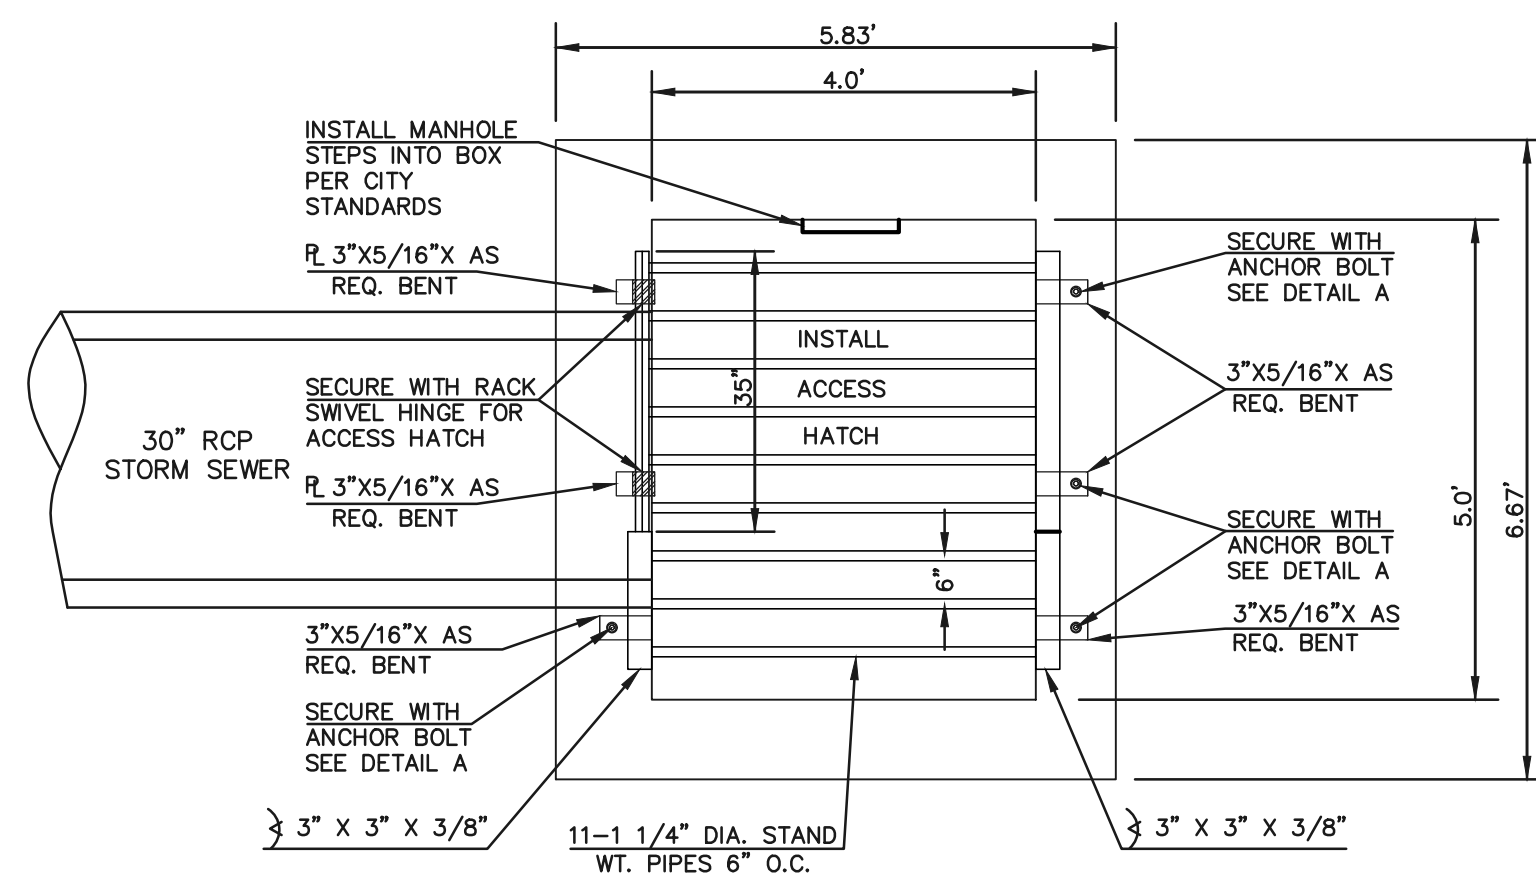 5.83'
4.0'
INSTALL MANHOLE
STEPS INTO BOX
PER CITY
STANDARDS
℄ 3"X5/16"X AS
REQ. BENT
SECURE WITH RACK
SWIVEL HINGE FOR
ACCESS HATCH
30" RCP
STORM SEWER
℄ 3"X5/16"X AS
REQ. BENT
3"X5/16"X AS
REQ. BENT
SECURE WITH
ANCHOR BOLT
SEE DETAIL A
3" X 3" X 3/8"
INSTALL
ACCESS
HATCH
35"
6"
11-1 1/4" DIA. STAND
WT. PIPES 6" O.C.
SECURE WITH
ANCHOR BOLT
SEE DETAIL A
3"X5/16"X AS
REQ. BENT
SECURE WITH
ANCHOR BOLT
SEE DETAIL A
3"X5/16"X AS
REQ. BENT
3" X 3" X 3/8"
5.0'
6.67'